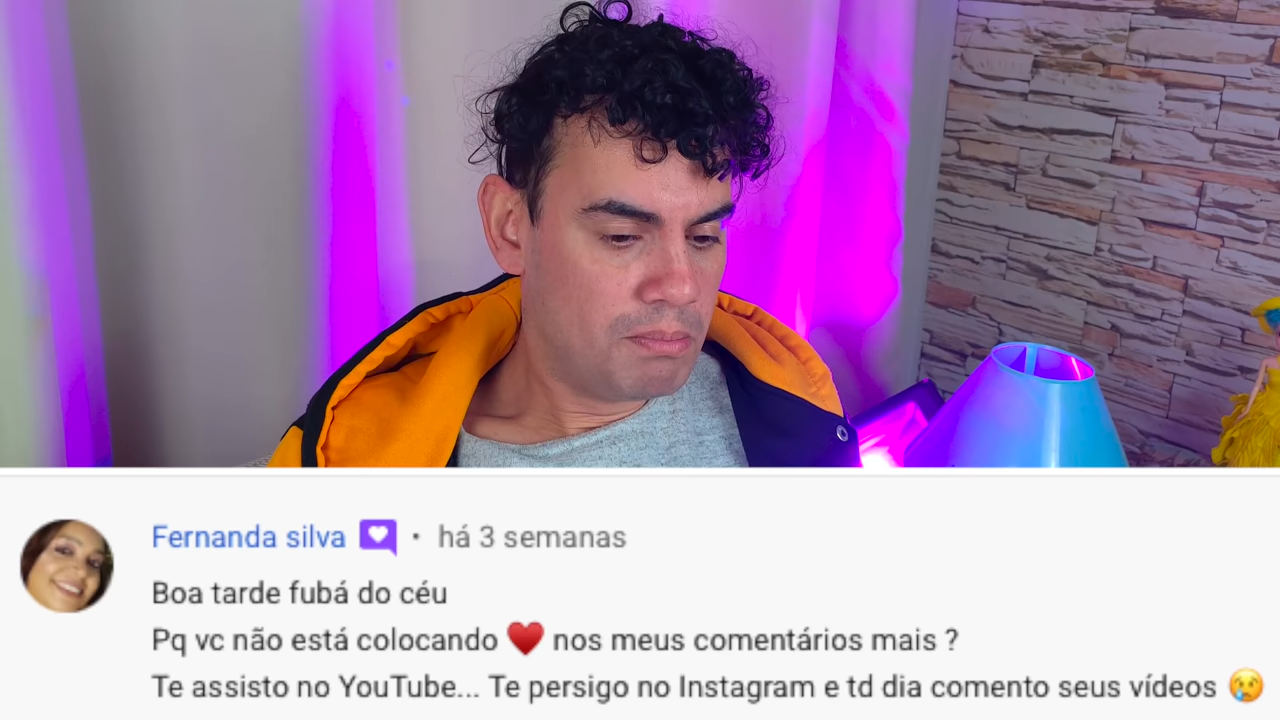 Fernanda silva • há 3 semanas
Boa tarde fubá do céu
Pq vc não está colocando ♥️ nos meus comentários mais ?
Te assisto no YouTube... Te persigo no Instagram e td dia comento seus vídeos 😢